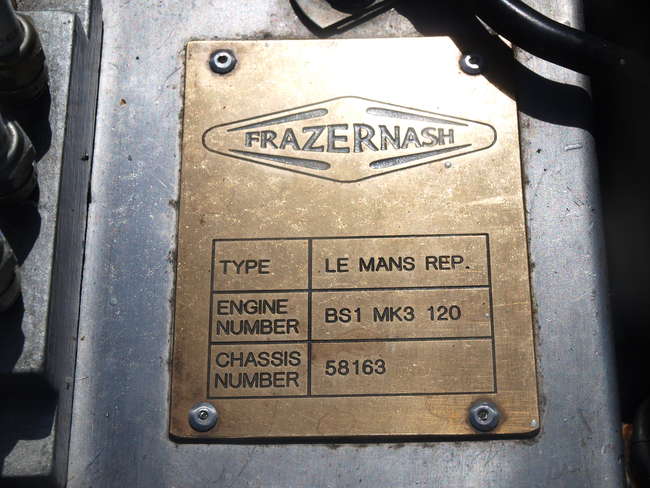 FRAZERNASH
TYPE LE MANS REP.
ENGINE NUMBER BS1 MK3 120
CHASSIS NUMBER 58163